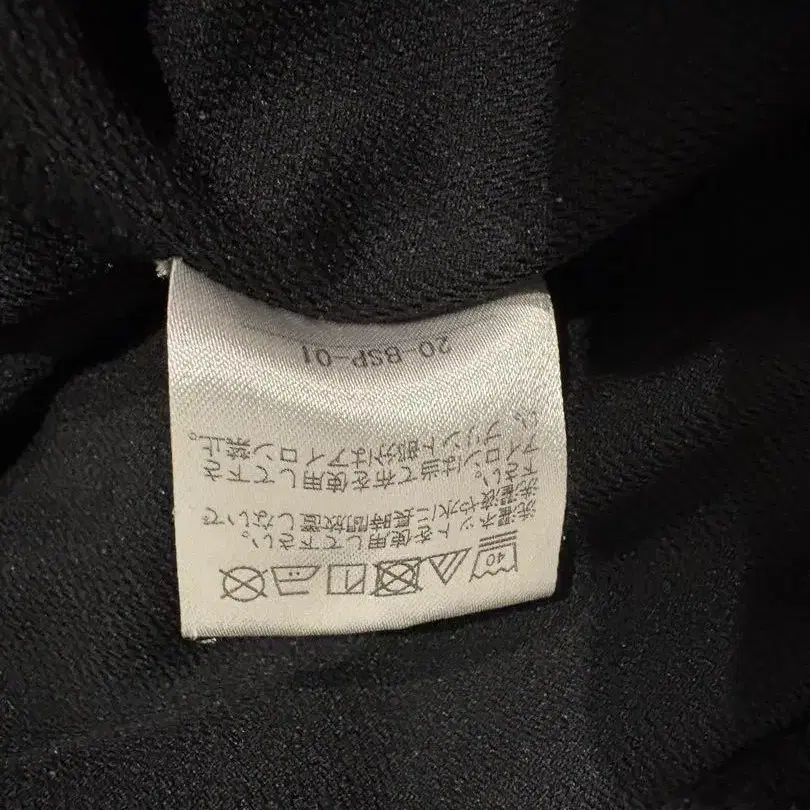 40
洗濯ネットを使用して下さい。
洗濯液や水に長時間放置しないで
下さい。
アイロンは当て布を使用して下さ
い。プリント部分はアイロン禁止。
20-BSP-01